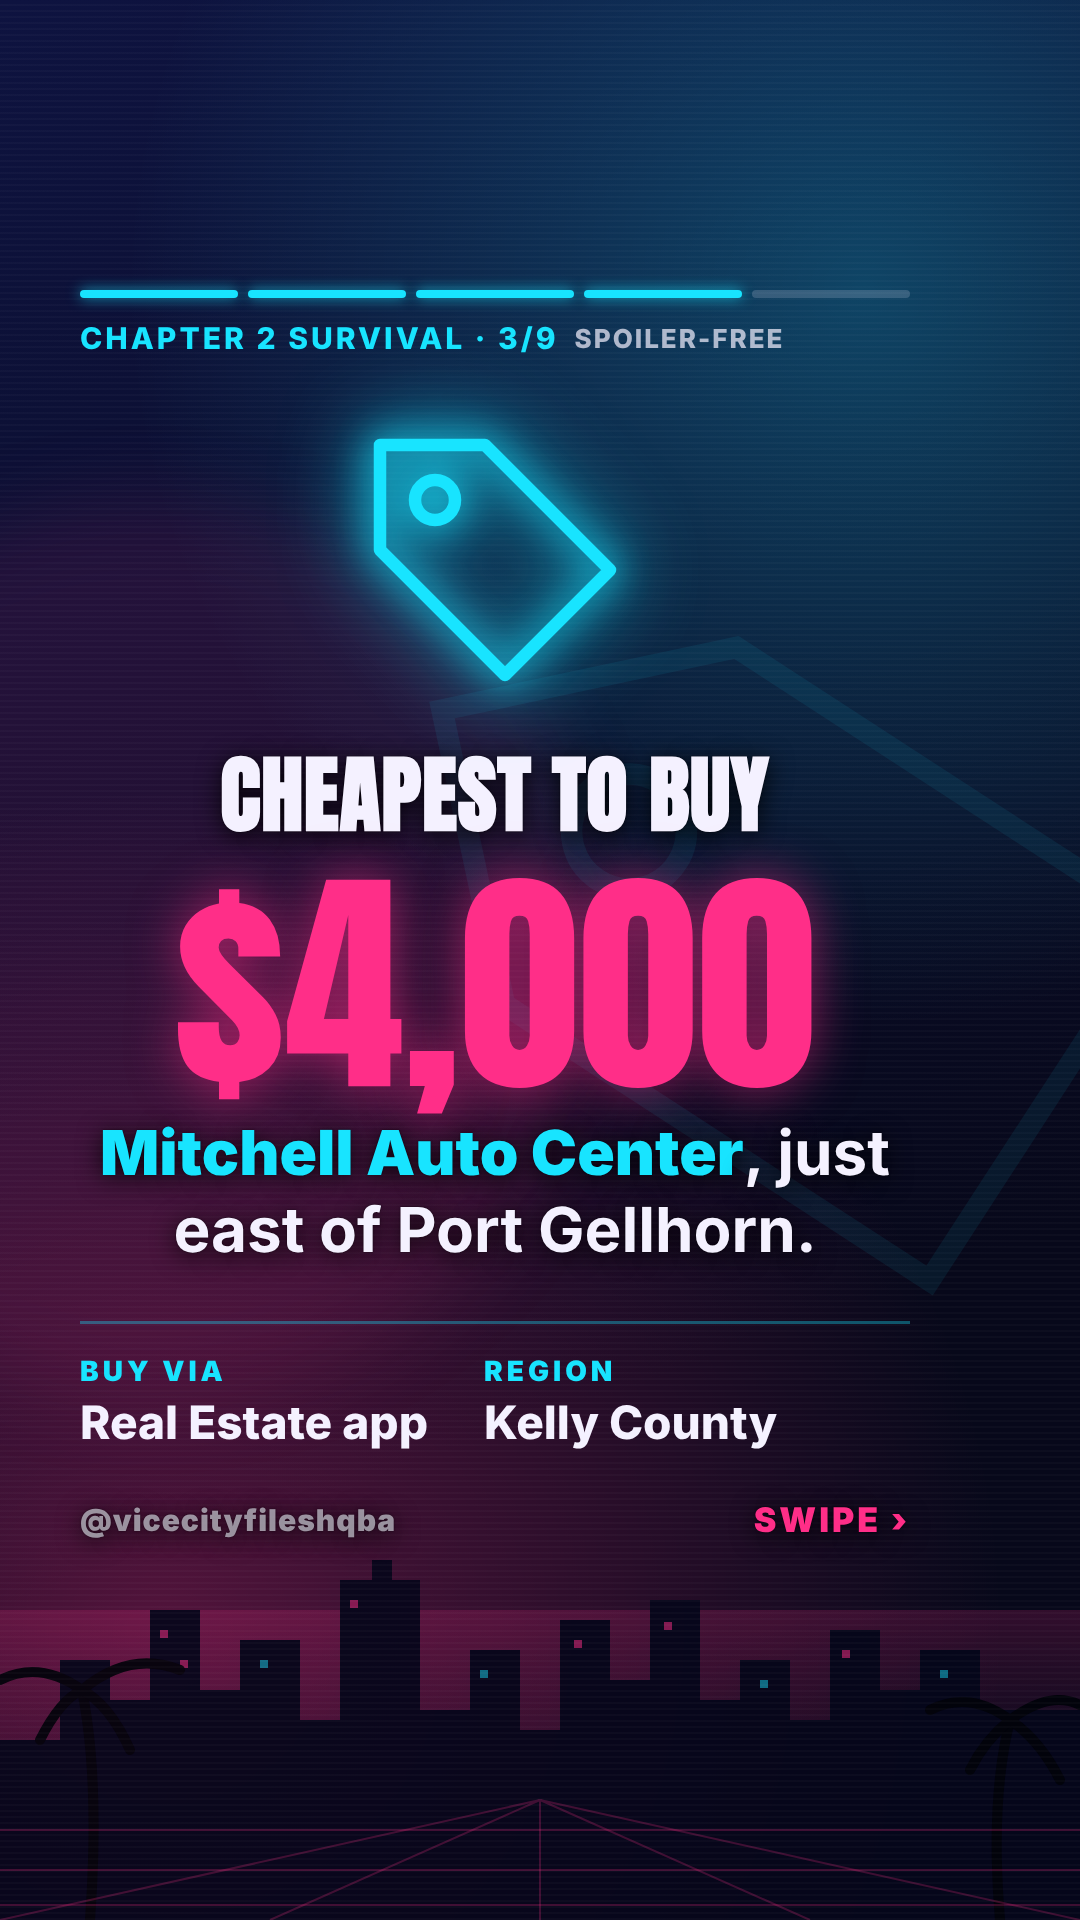 CHAPTER 2 SURVIVAL · 3/9 SPOILER-FREE
CHEAPEST TO BUY
$4,000
Mitchell Auto Center, just
east of Port Gellhorn.
BUY VIA
Real Estate app
REGION
Kelly County
@vicecityfileshqba
SWIPE ›